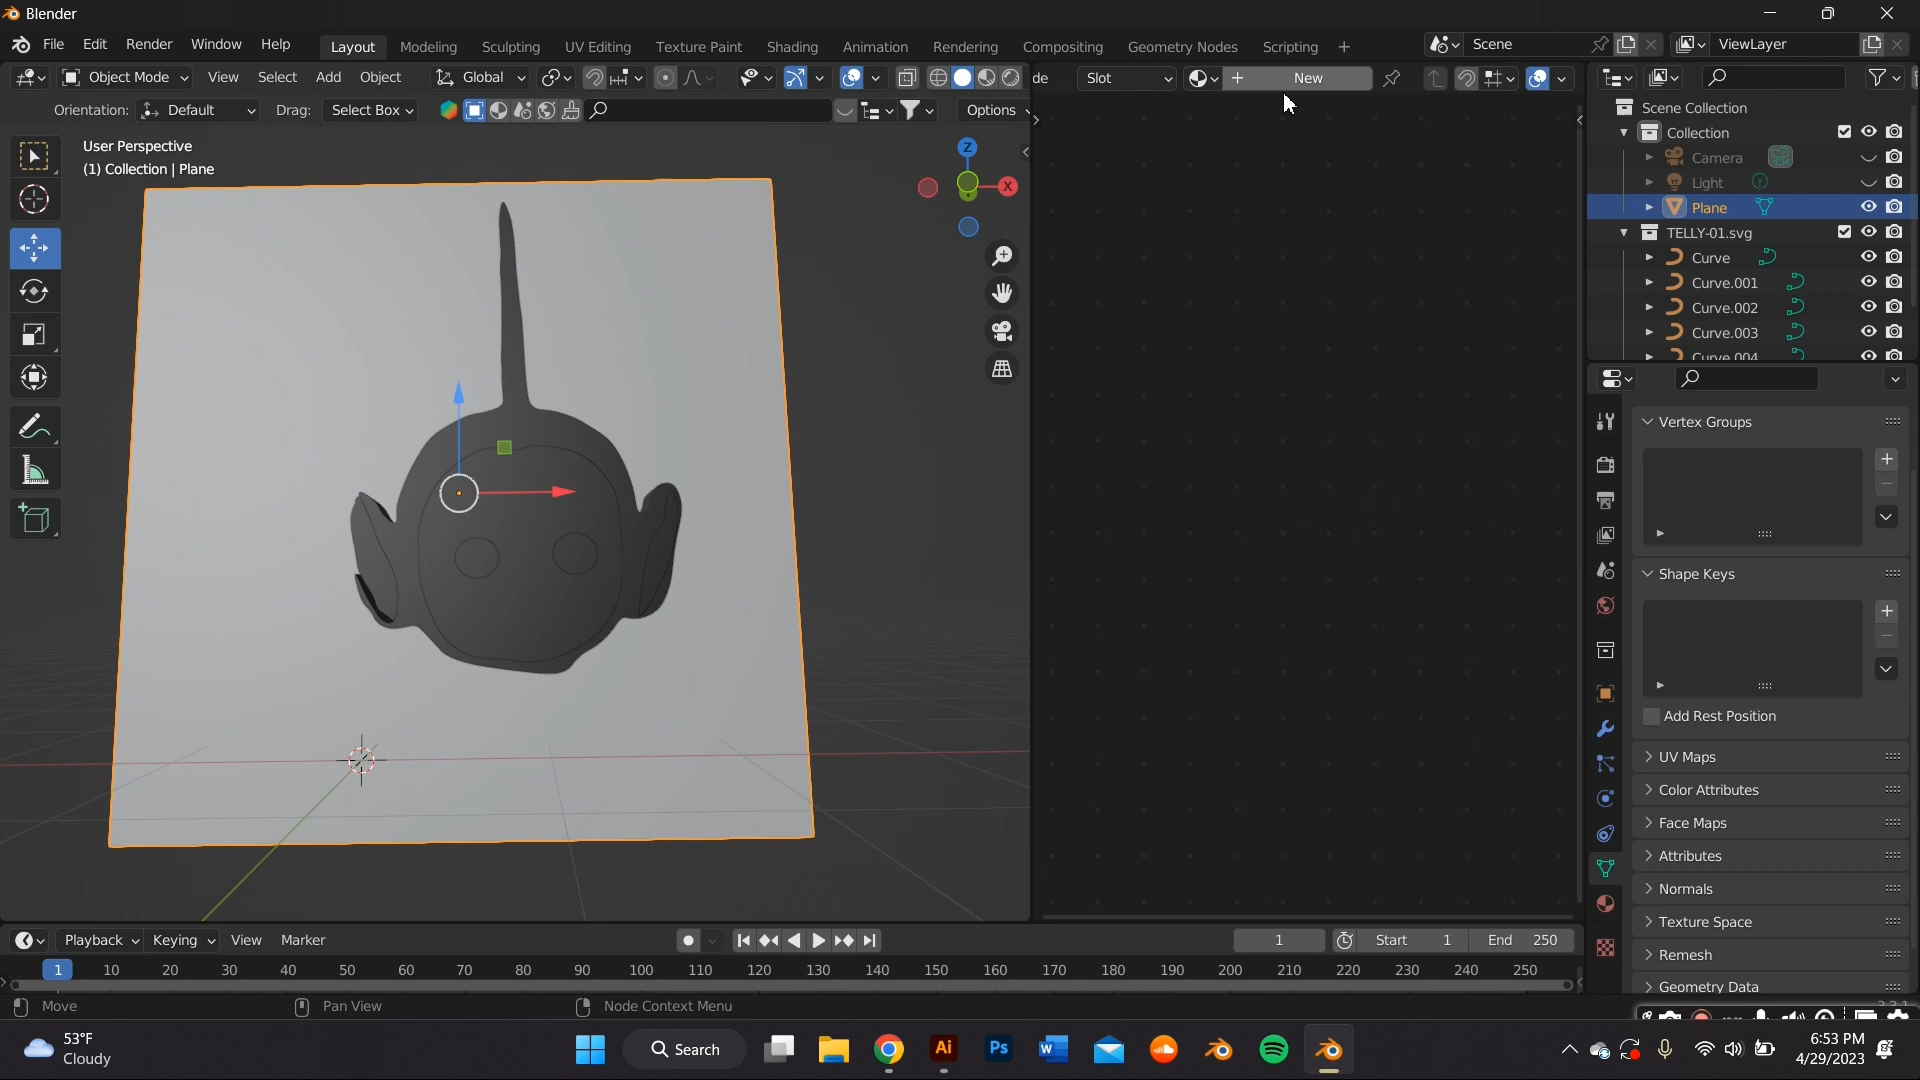 Blender
File Edit Render Window Help Layout Modeling Sculpting UV Editing Texture Paint Shading Animation Rendering Compositing Geometry Nodes Scripting + Scene ViewLayer
Object Mode View Select Add Object Global de Slot New
Orientation: Default Drag: Select Box Options
User Perspective
(1) Collection | Plane
Z
X
Scene Collection
Collection
Camera
Light
Plane
TELLY-01.svg
Curve
Curve.001
Curve.002
Curve.003
Curve.004
Vertex Groups
Shape Keys
Add Rest Position
UV Maps
Color Attributes
Face Maps
Attributes
Normals
Texture Space
Remesh
Geometry Data
Playback Keying View Marker 1 Start 1 End 250
1 10 20 30 40 50 60 70 80 90 100 110 120 130 140 150 160 170 180 190 200 210 220 230 240 250
Move Pan View Node Context Menu
53°F
Cloudy
Search
Ai
Ps
W
6:53 PM
4/29/2023